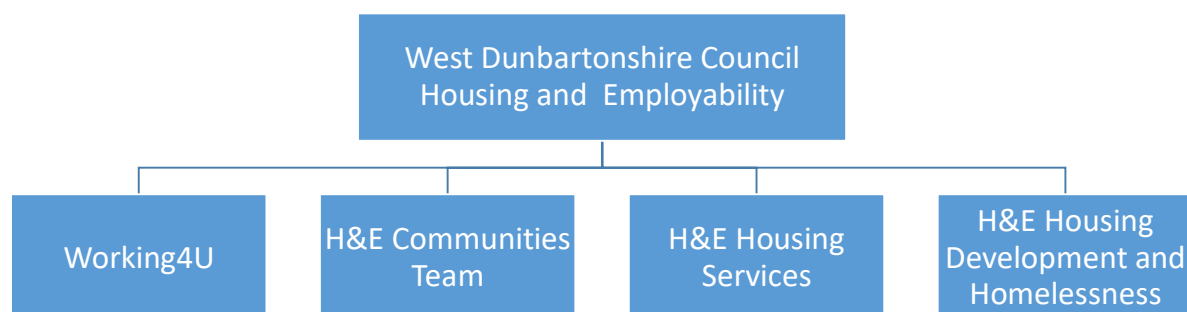 West Dunbartonshire Council
Housing and  Employability
Working4U
H&E Communities
Team
H&E Housing
Services
H&E Housing
Development and
Homelessness